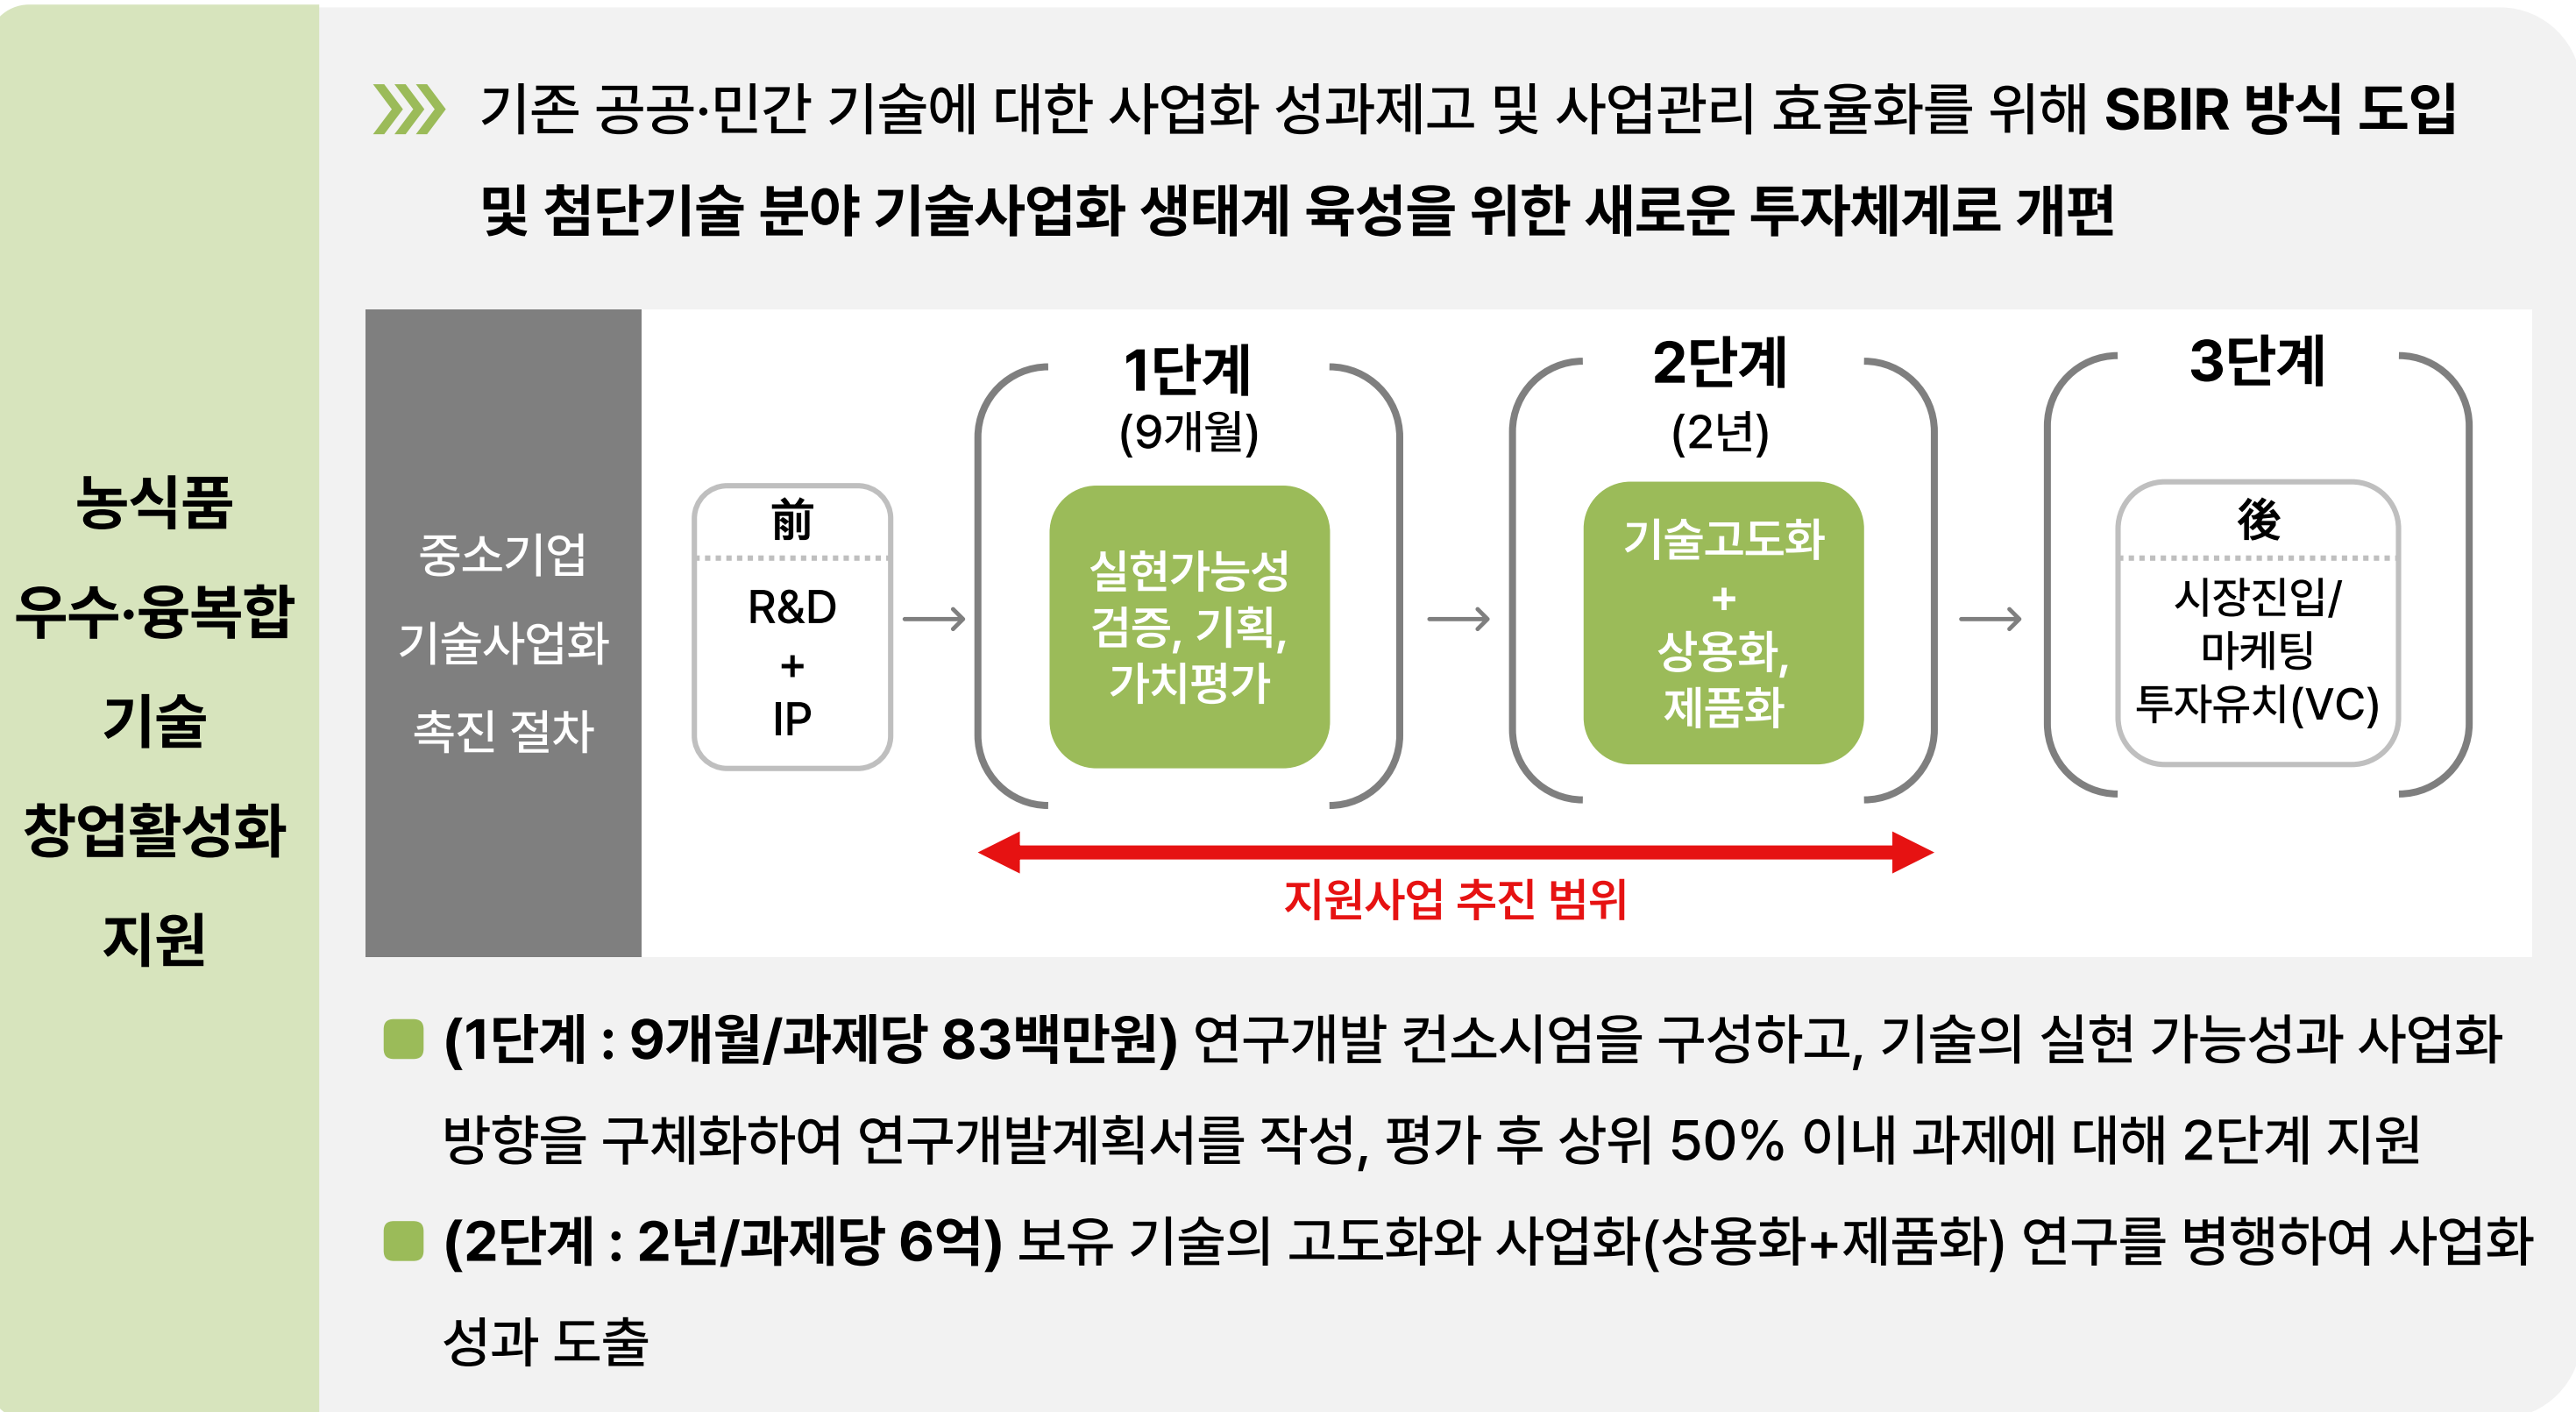 농식품
우수·융복합
기술
창업활성화
지원
기존 공공·민간 기술에 대한 사업화 성과제고 및 사업관리 효율화를 위해 SBIR 방식 도입
및 첨단기술 분야 기술사업화 생태계 육성을 위한 새로운 투자체계로 개편
중소기업
기술사업화
촉진 절차
前
R&D
+
IP
1단계
(9개월)
실현가능성
검증, 기획,
가치평가
2단계
(2년)
기술고도화
+
상용화,
제품화
3단계
後
시장진입/
마케팅
투자유치(VC)
지원사업 추진 범위
(1단계 : 9개월/과제당 83백만원) 연구개발 컨소시엄을 구성하고, 기술의 실현 가능성과 사업화
방향을 구체화하여 연구개발계획서를 작성, 평가 후 상위 50% 이내 과제에 대해 2단계 지원
(2단계 : 2년/과제당 6억) 보유 기술의 고도화와 사업화(상용화+제품화) 연구를 병행하여 사업화
성과 도출